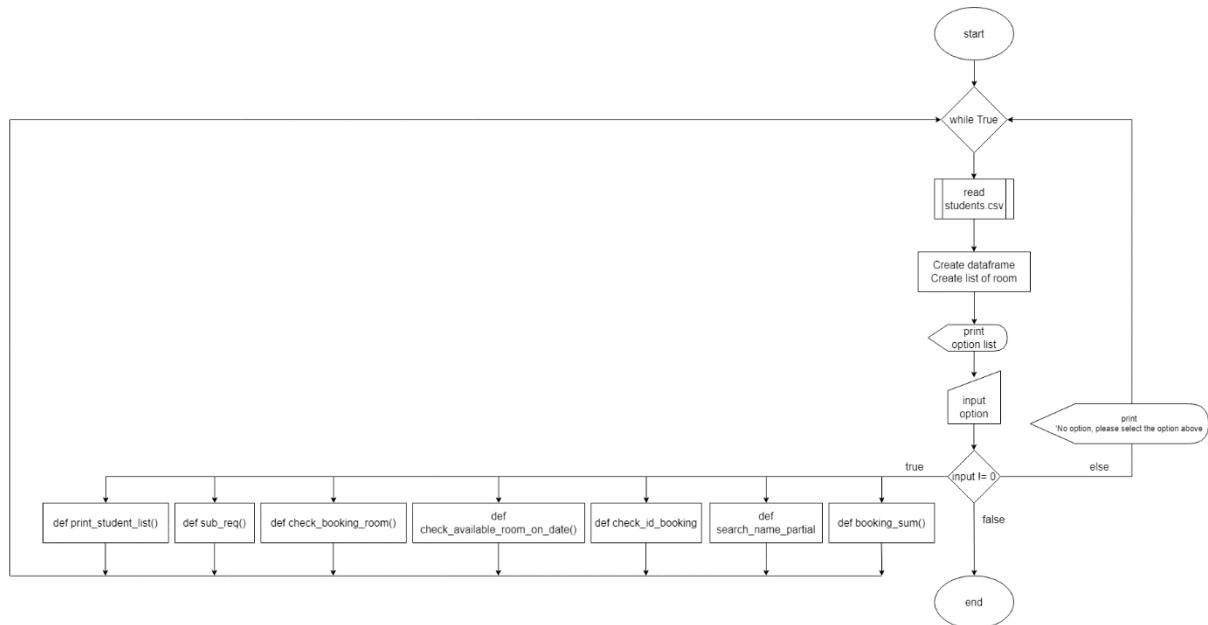 start
while True
read
students.csv
Create dataframe
Create list of room
print
option list
input
option
print
'No option, please select the option above
true
input != 0
else
false
def print_student_list()
def sub_req()
def check_booking_room()
def
check_available_room_on_date()
def check_id_booking
def
search_name_partial
def booking_sum()
end